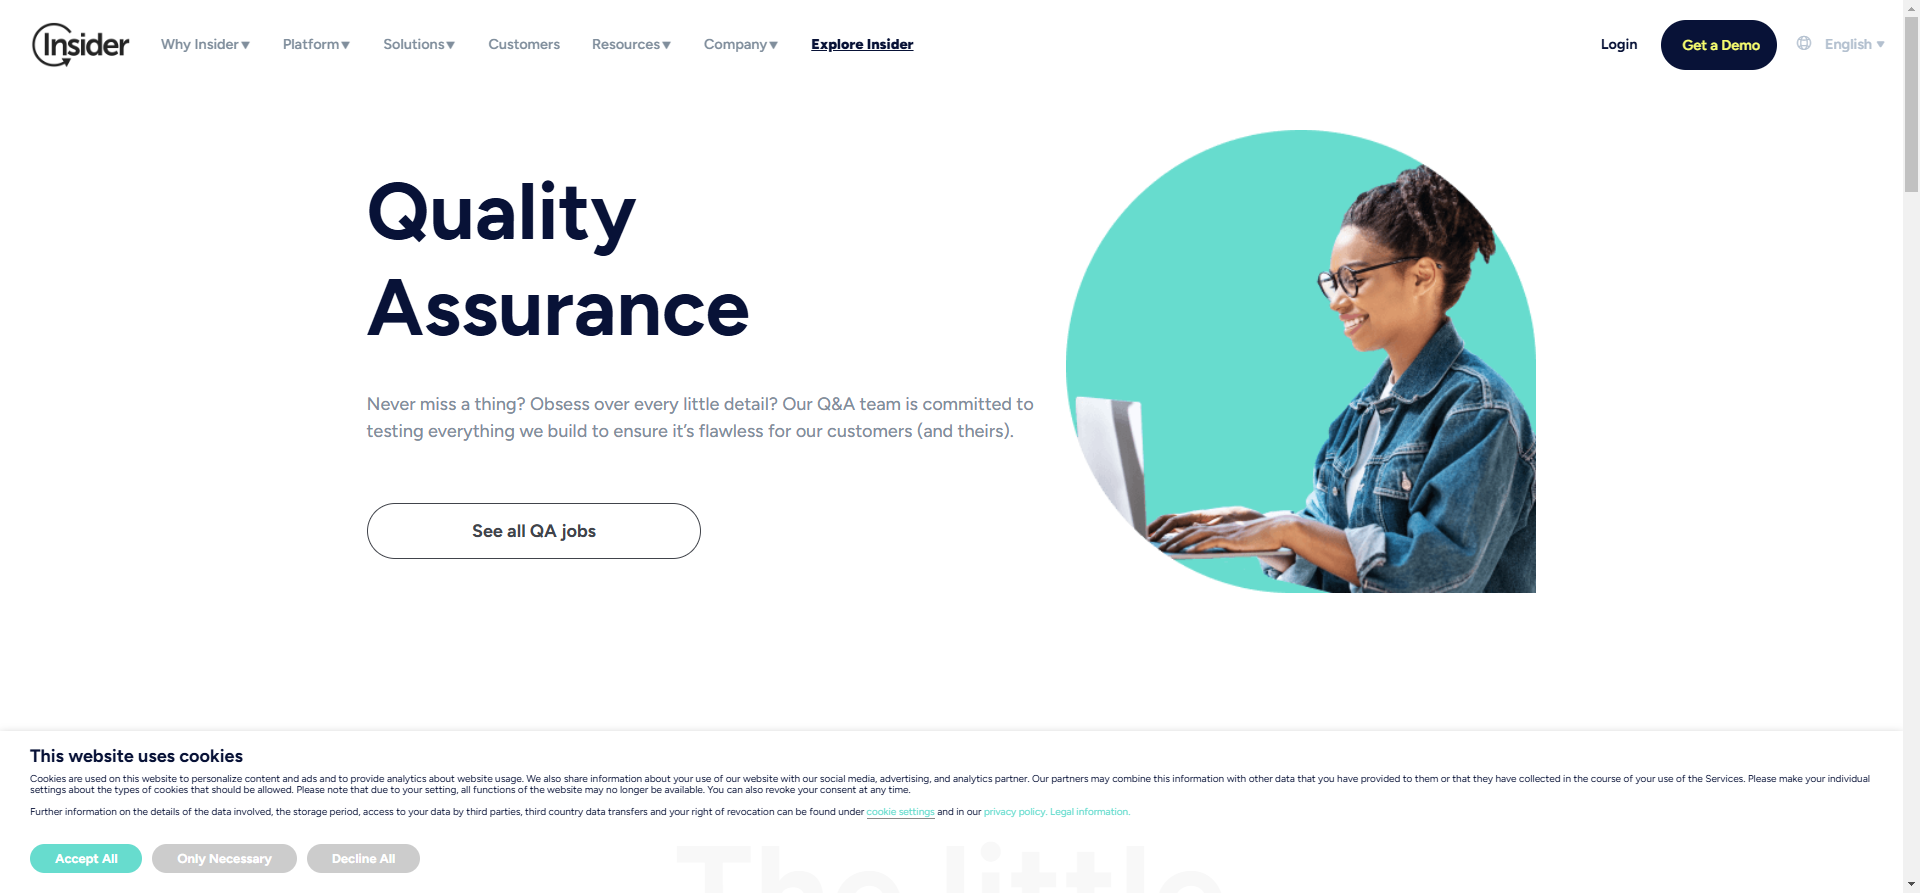 Insider Why Insider▼ Platform▼ Solutions▼ Customers Resources▼ Company▼ Explore Insider Login Get a Demo English ▼
Quality
Assurance
Never miss a thing? Obsess over every little detail? Our Q&A team is committed to
testing everything we build to ensure it's flawless for our customers (and theirs).
See all QA jobs
This website uses cookies
Cookies are used on this website to personalize content and ads and to provide analytics about website usage. We also share information about your use of our website with our social media, advertising, and analytics partner. Our partners may combine this information with other data that you have provided to them or that they have collected in the course of your use of the Services. Please make your individual
settings about the types of cookies that should be allowed. Please note that due to your setting, all functions of the website may no longer be available. You can also revoke your consent at any time.
Further information on the details of the data involved, the storage period, access to your data by third parties, third country data transfers and your right of revocation can be found under cookie settings and in our privacy policy. Legal information.
Accept All Only Necessary Decline All
The little